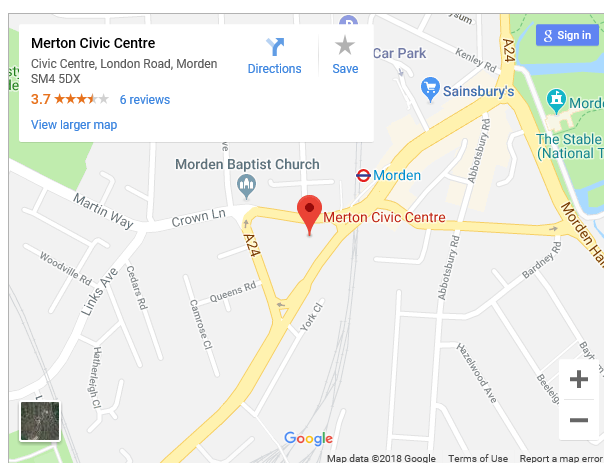 Merton Civic Centre
Civic Centre, London Road, Morden
SM4 5DX
3.7
6 reviews
View larger map
Directions
Save
Sign in
Car Park
Kenley Rd
A24
Sainsbury's
Abbotsbury Rd
The Stable
(National T
Morden
Morden Baptist Church
Merton Civic Centre
Martin Way
Crown Ln
A24
Morden Ha
Woodville Rd
Links Ave
Cedars Rd
Queens Rd
Camrose Cl
York Cl
Abbotsbury Rd
Bardney Rd
Hatherleigh Cl
Hazelwood Ave
Google
Map data ©2018 Google
Terms of Use
Report a map error